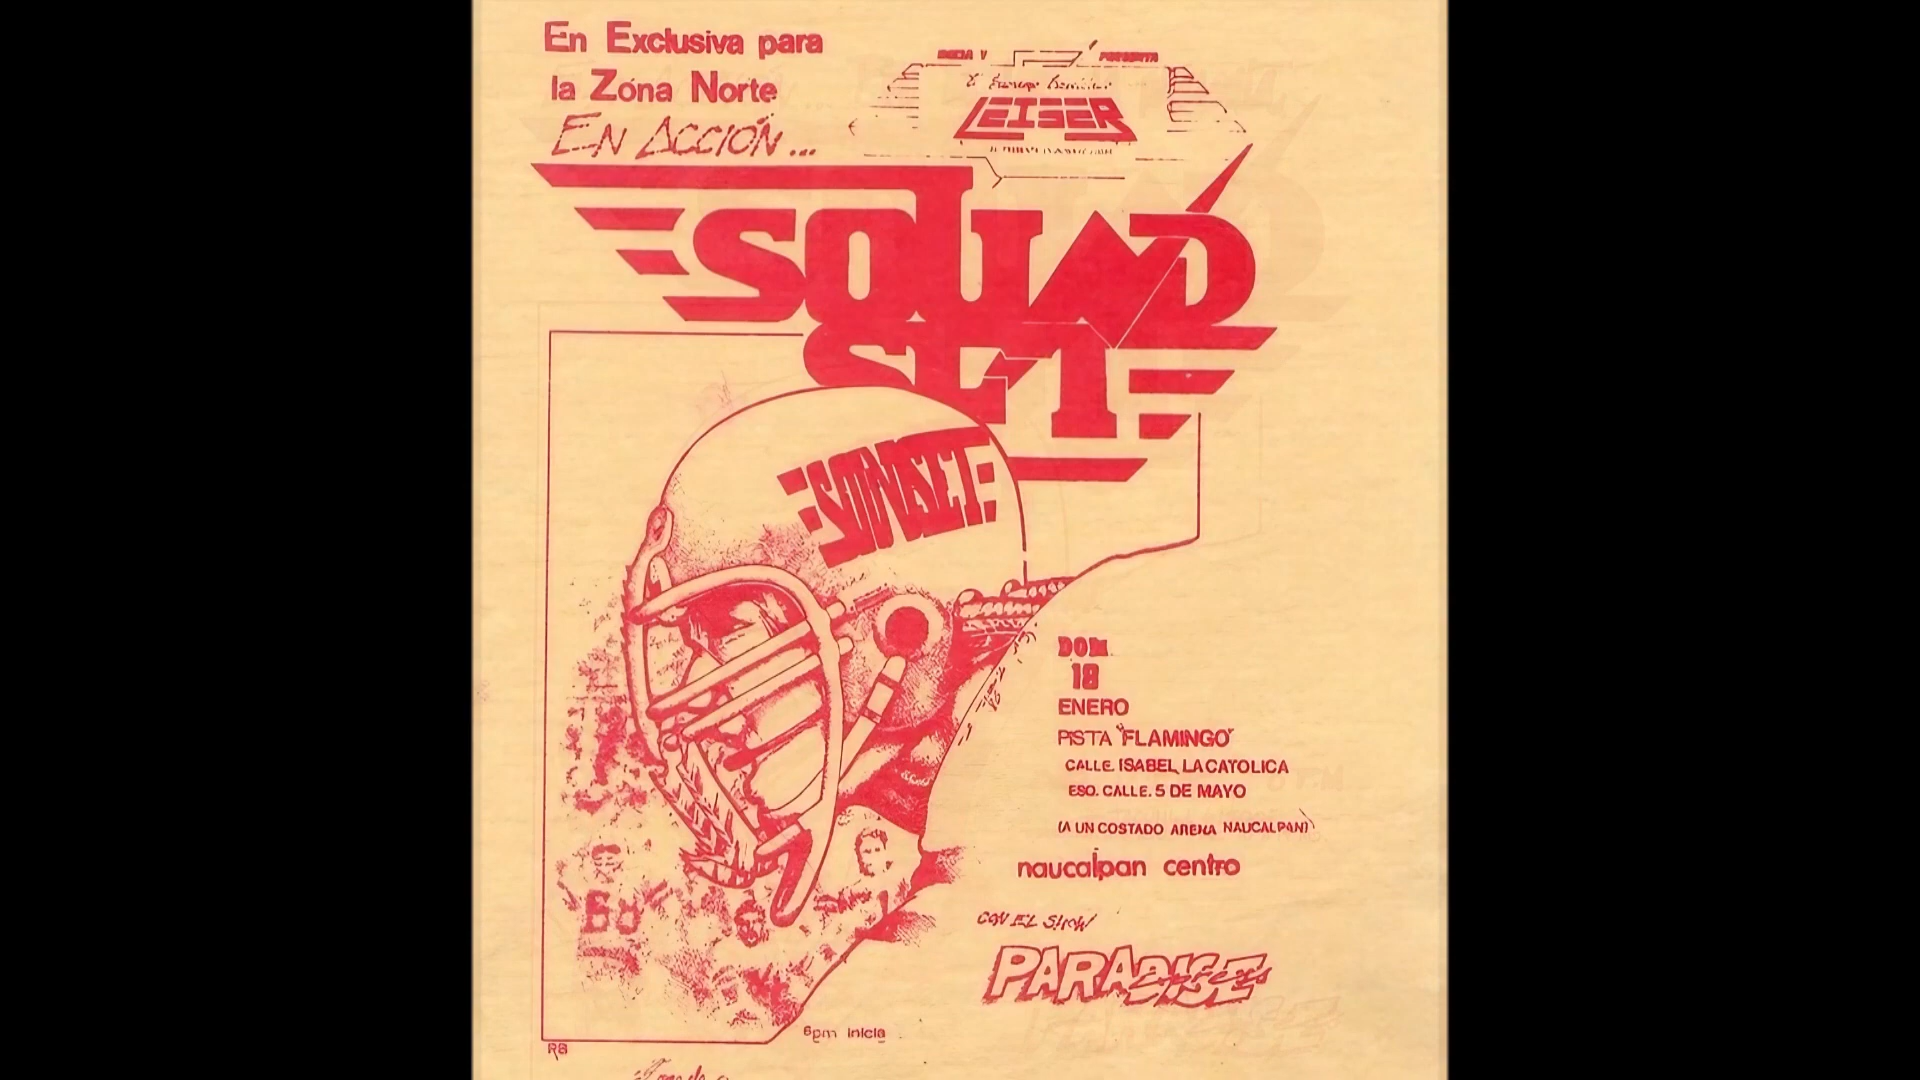 En Exclusiva para
la Zóna Norte
EN ACCIÓN...
LEISER
SOUND
SET
SOUNSET
DOM
18
ENERO
PISTA "FLAMINGO"
CALLE. ISABEL LA CATOLICA
ESQ. CALLE. 5 DE MAYO
(A UN COSTADO ARENA NAUCALPAN)
naucalpan centro
CON EL SHOW
PARADISE
60
6pm inicia
RB